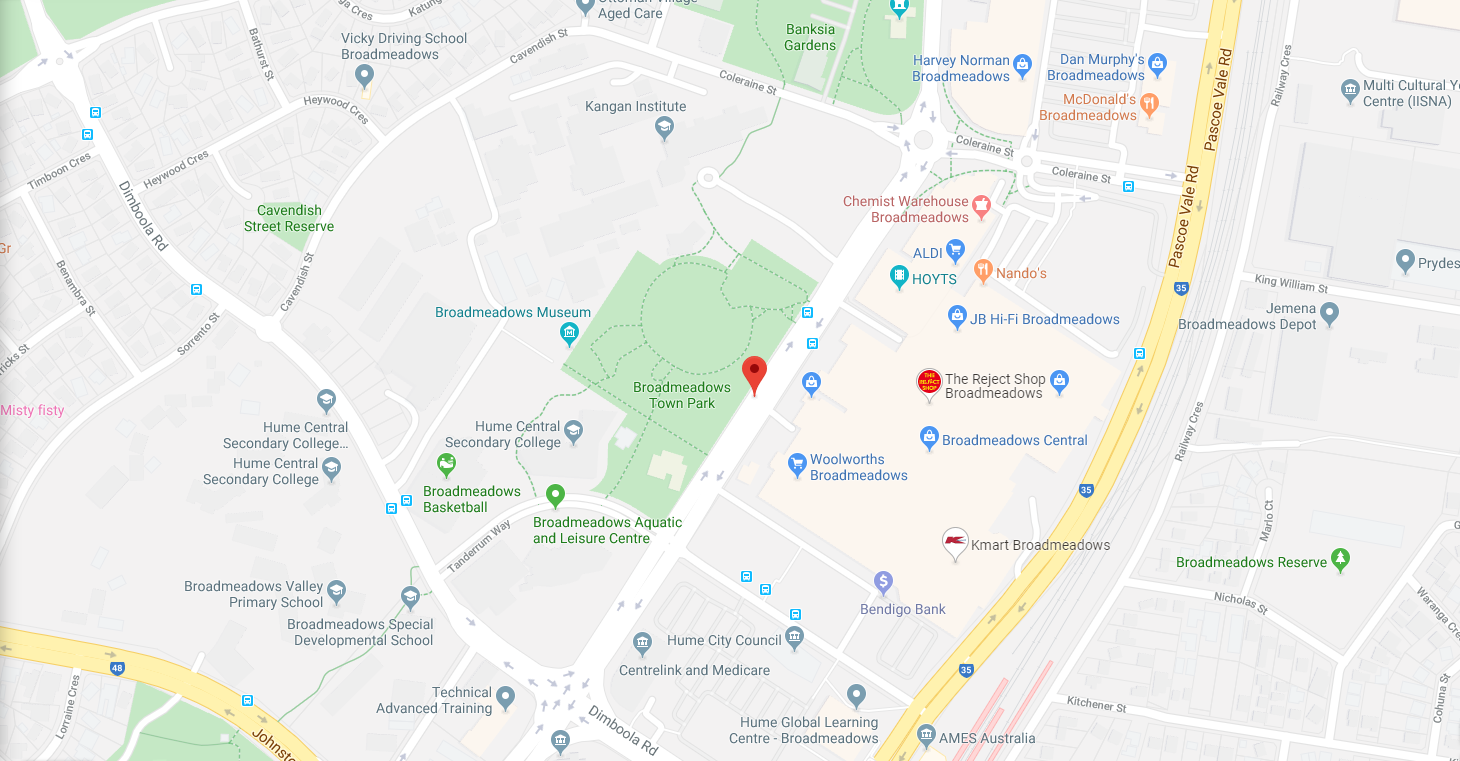 Ottoman Village
Aged Care
Katung
ga Cres
Banksia
Gardens
Vicky Driving School
Broadmeadows
Bathurst St
Cavendish St
Coleraine St
Harvey Norman
Broadmeadows
Dan Murphy's
Broadmeadows
McDonald's
Broadmeadows
Pascoe Vale Rd
Railway Cres
Multi Cultural Yo
Centre (IISNA)
Heywood Cres
Kangan Institute
Coleraine St
Coleraine St
Timboon Cres
Heywood Cres
Dimboola Rd
Cavendish
Street Reserve
Chemist Warehouse
Broadmeadows
Pascoe Vale Rd
Gr
Benambra St
Cavendish St
ALDI
HOYTS
Nando's
Prydes
King William St
35
Broadmeadows Museum
Sorrento St
JB Hi-Fi Broadmeadows
Jemena
Broadmeadows Depot
rricks St
Broadmeadows
Town Park
THE REJECT SHOP
The Reject Shop
Broadmeadows
Misty fisty
Hume Central
Secondary College...
Hume Central
Secondary College
Hume Central
Secondary College
Broadmeadows Central
Railway Cres
Woolworths
Broadmeadows
Broadmeadows
Basketball
35
Broadmeadows Aquatic
and Leisure Centre
Tanderrum Way
Marlo Ct
Kmart Broadmeadows
Broadmeadows Reserve
Broadmeadows Valley
Primary School
Broadmeadows Special
Developmental School
Bendigo Bank
Nicholas St
Waranga Cres
Hume City Council
Centrelink and Medicare
48
35
Lorraine Cres
Technical
Advanced Training
Dimboola Rd
Hume Global Learning
Centre - Broadmeadows
AMES Australia
Kitchener St
Cohuna St
Johnsto